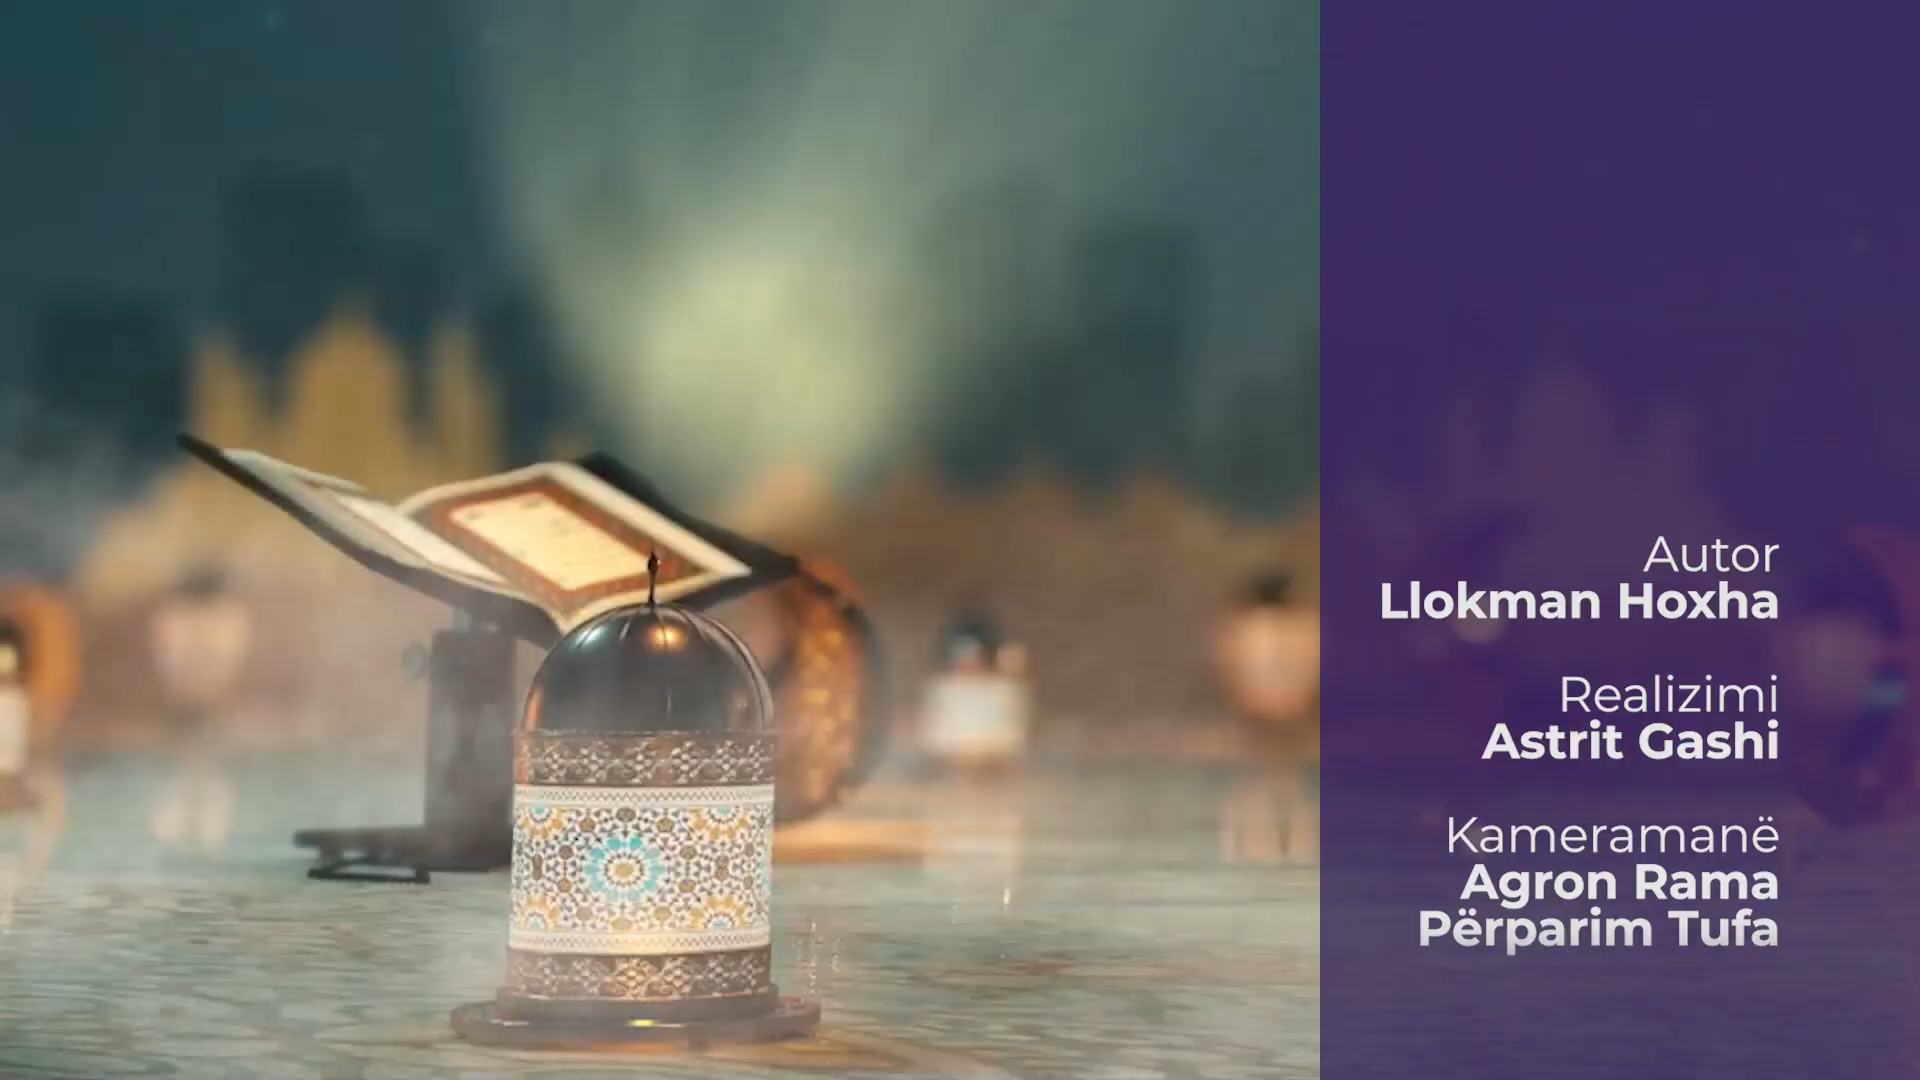 Autor
Llokman Hoxha
Realizimi
Astrit Gashi
Kameramanë
Agron Rama
Përparim Tufa